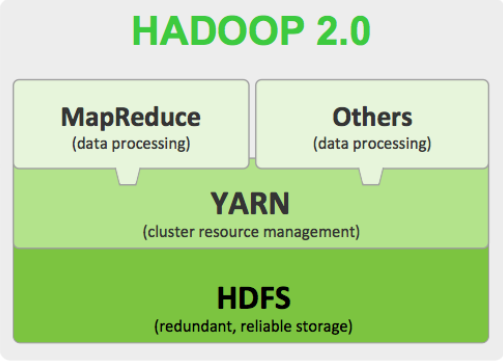 HADOOP 2.0
MapReduce
(data processing)
Others
(data processing)
YARN
(cluster resource management)
HDFS
(redundant, reliable storage)